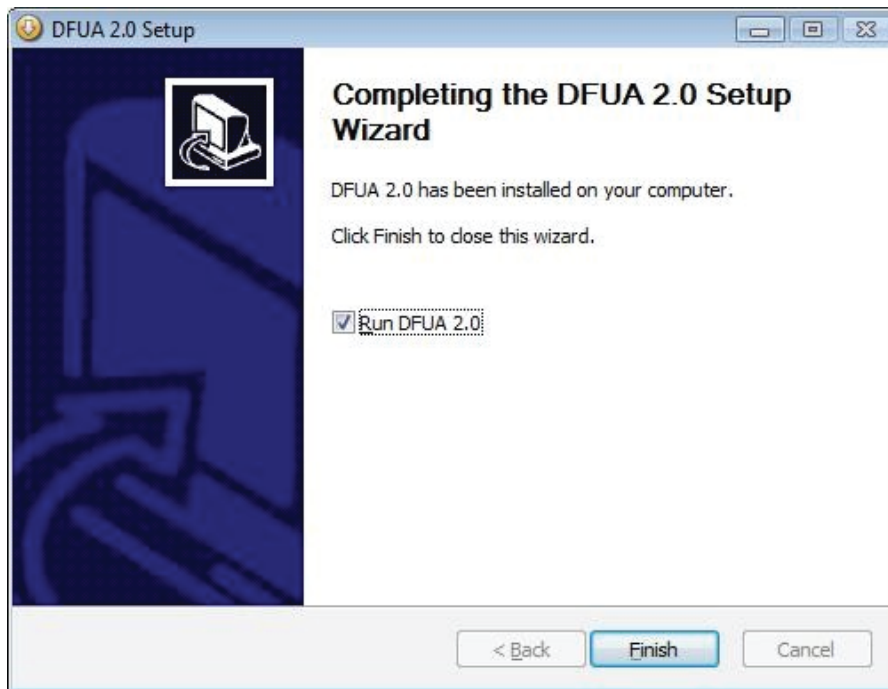 DFUA 2.0 Setup
Completing the DFUA 2.0 Setup
Wizard
DFUA 2.0 has been installed on your computer.
Click Finish to close this wizard.
Run DFUA 2.0
< Back
Finish
Cancel